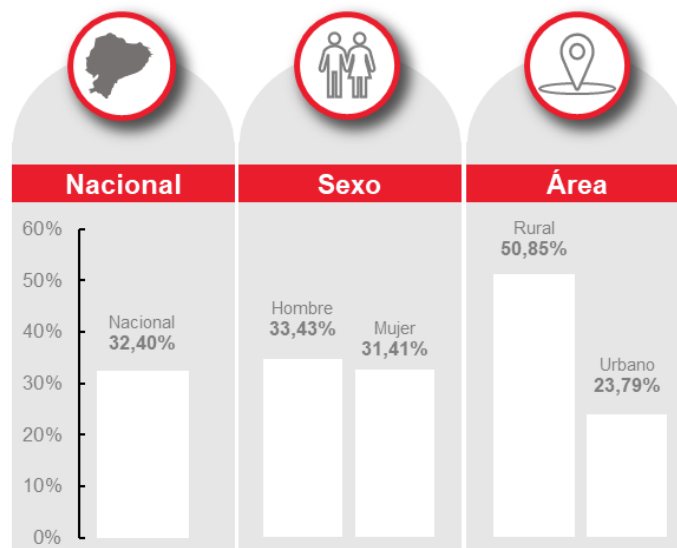 Nacional
Sexo
Área
60%
50%
40%
30%
20%
10%
0%
Nacional
32,40%
Hombre
33,43%
Mujer
31,41%
Rural
50,85%
Urbano
23,79%